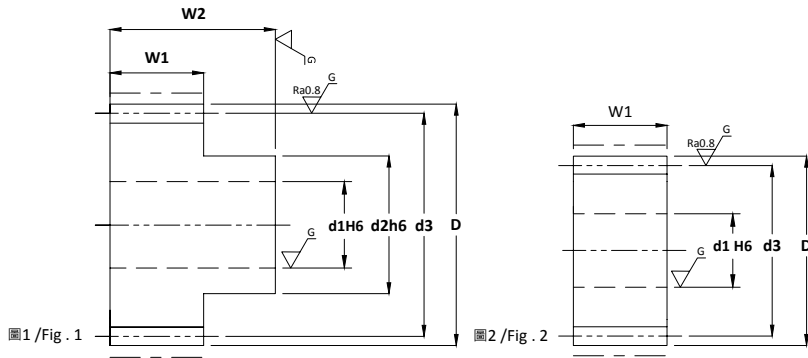 W2
W1
G
Ra0.8
G
d1H6
d2h6
d3
D
G
圖1 /Fig . 1
W1
Ra0.8
G
d1 H6
d3
D
G
圖2 /Fig . 2